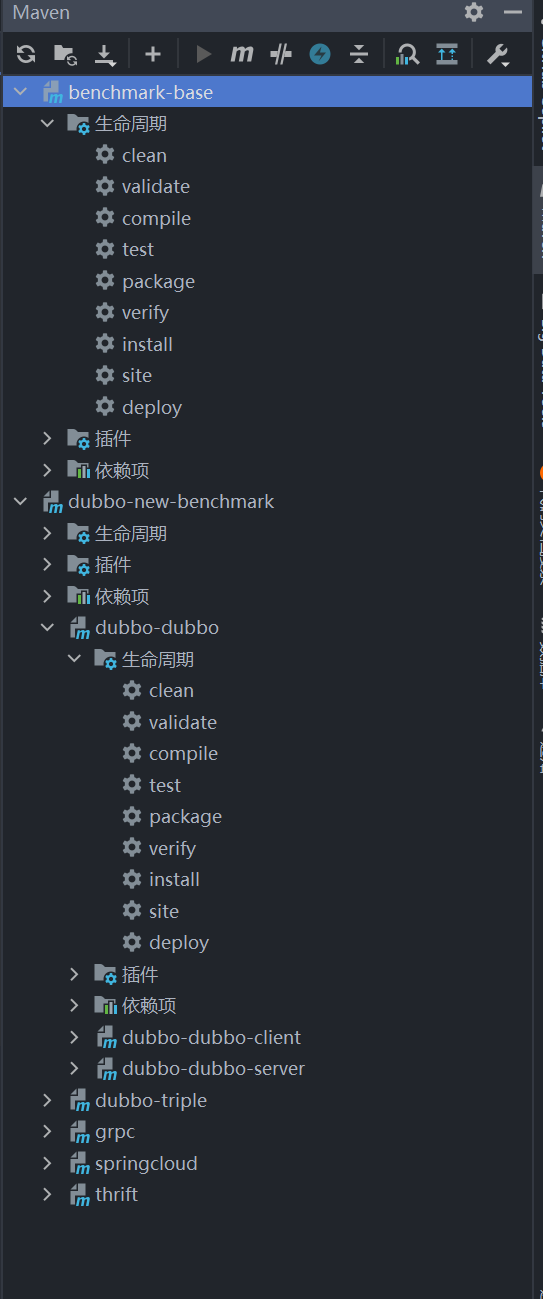 Maven
benchmark-base
生命周期
clean
validate
compile
test
package
verify
install
site
deploy
插件
依赖项
dubbo-new-benchmark
生命周期
插件
依赖项
dubbo-dubbo
生命周期
clean
validate
compile
test
package
verify
install
site
deploy
插件
依赖项
dubbo-dubbo-client
dubbo-dubbo-server
dubbo-triple
grpc
springcloud
thrift